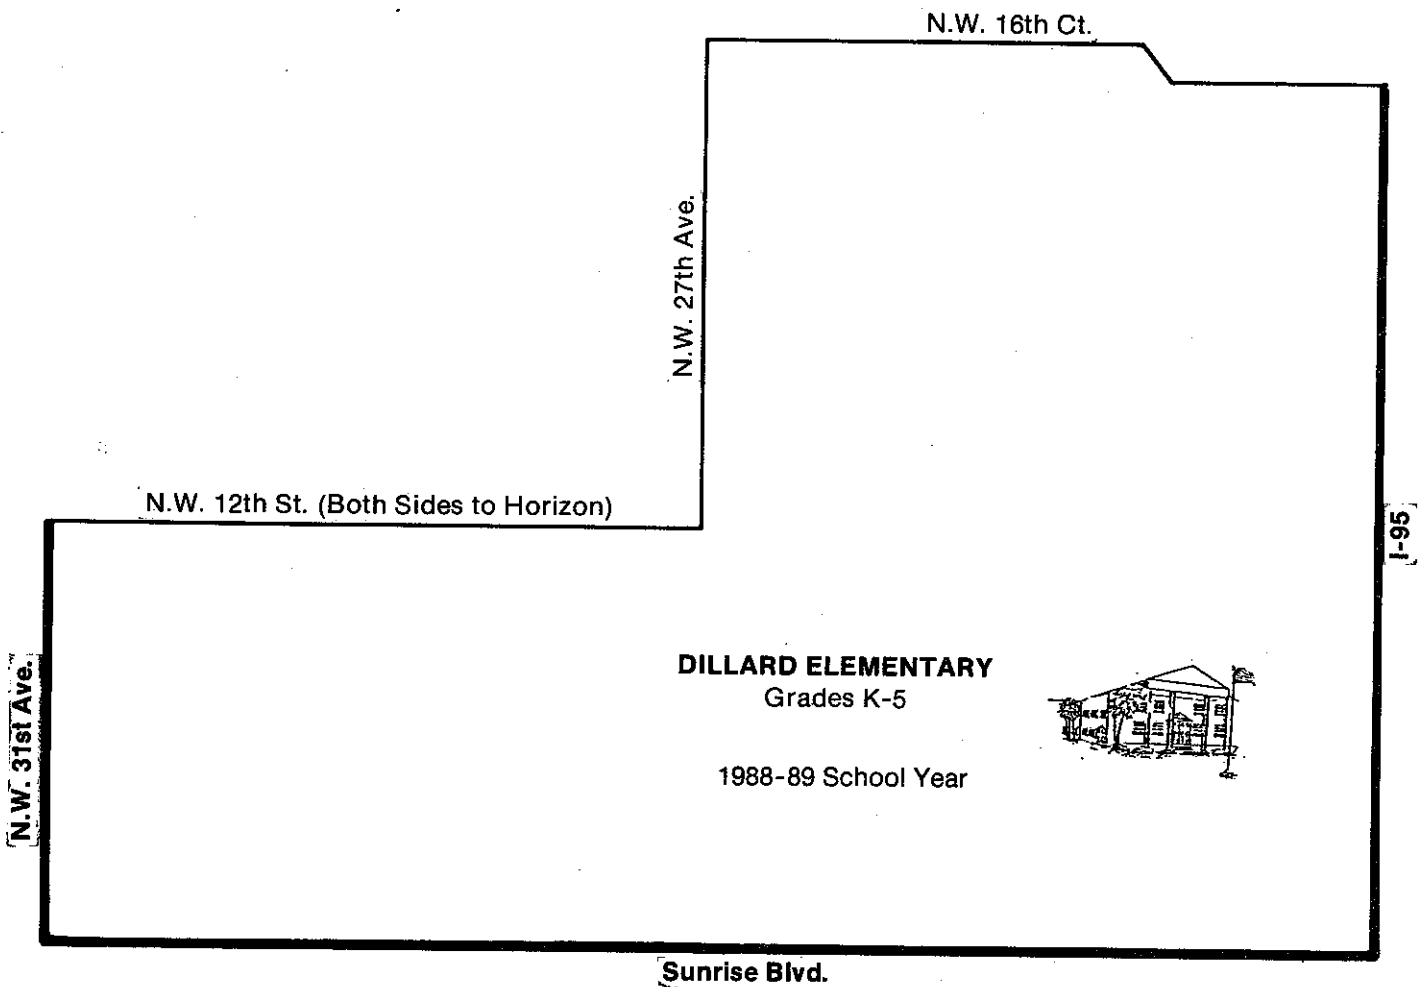 N.W. 16th Ct.
N.W. 27th Ave.
N.W. 12th St. (Both Sides to Horizon)
I-95
N.W. 31st Ave.
DILLARD ELEMENTARY
Grades K-5
1988-89 School Year
Sunrise Blvd.